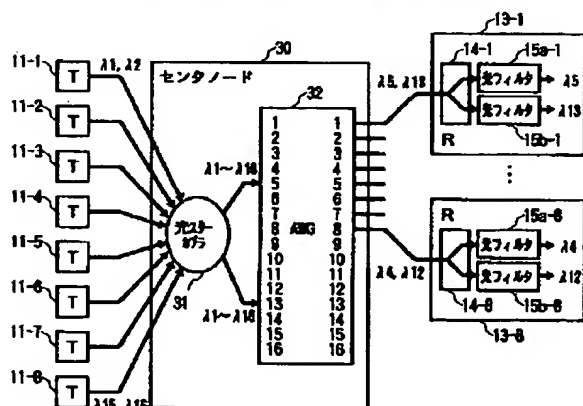 13-1
30
14-1
15a-1
11-1
T
λ1, λ2
センタノード
32
λ5, λ13
光フィルタ
λ5
光フィルタ
λ13
R
15b-1
11-2
T
11-3
T
11-4
T
11-5
T
11-6
T
11-7
T
11-8
T
λ15, λ16
λ1~λ16
光スター
カプラ
31
λ1~λ16
AWG
1 1
2 2
3 3
4 4
5 5
6 6
7 7
8 8
9 9
10 10
11 11
12 12
13 13
14 14
15 15
16 16
⋮
R
15a-8
λ4, λ12
光フィルタ
λ4
光フィルタ
λ12
14-8
15b-8
13-8